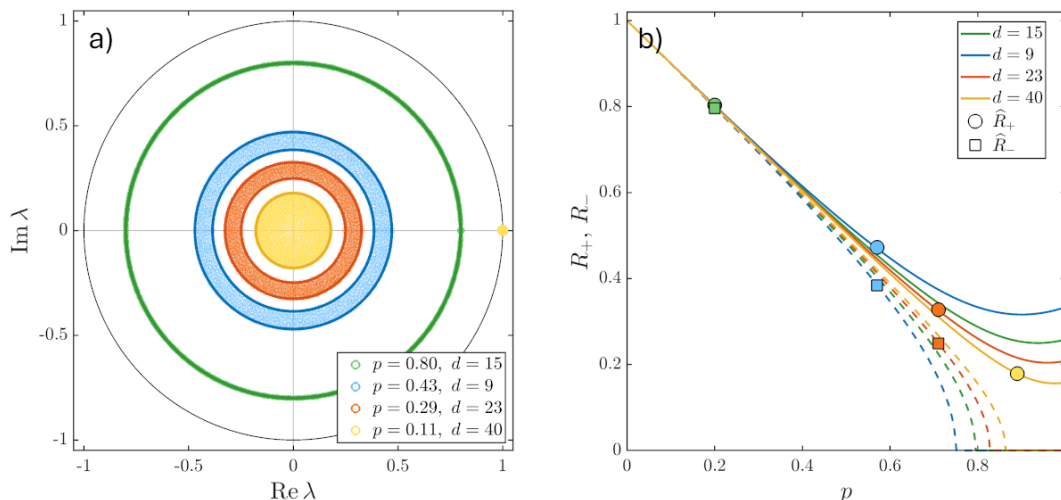 a)
1
0.5
0
-0.5
-1
-1
-0.5
0
0.5
1
Im λ
Re λ
p = 0.80, d = 15
p = 0.43, d = 9
p = 0.29, d = 23
p = 0.11, d = 40
b)
1
0.8
0.6
0.4
0.2
0
0
0.2
0.4
0.6
0.8
R₊, R₋
p
d = 15
d = 9
d = 23
d = 40
R̂₊
R̂₋